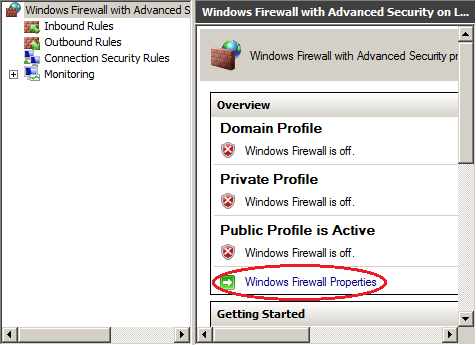 Windows Firewall with Advanced S
Inbound Rules
Outbound Rules
Connection Security Rules
Monitoring
Windows Firewall with Advanced Security on L...
Windows Firewall with Advanced Security pr
Overview
Domain Profile
Windows Firewall is off.
Private Profile
Windows Firewall is off.
Public Profile is Active
Windows Firewall is off.
Windows Firewall Properties
Getting Started